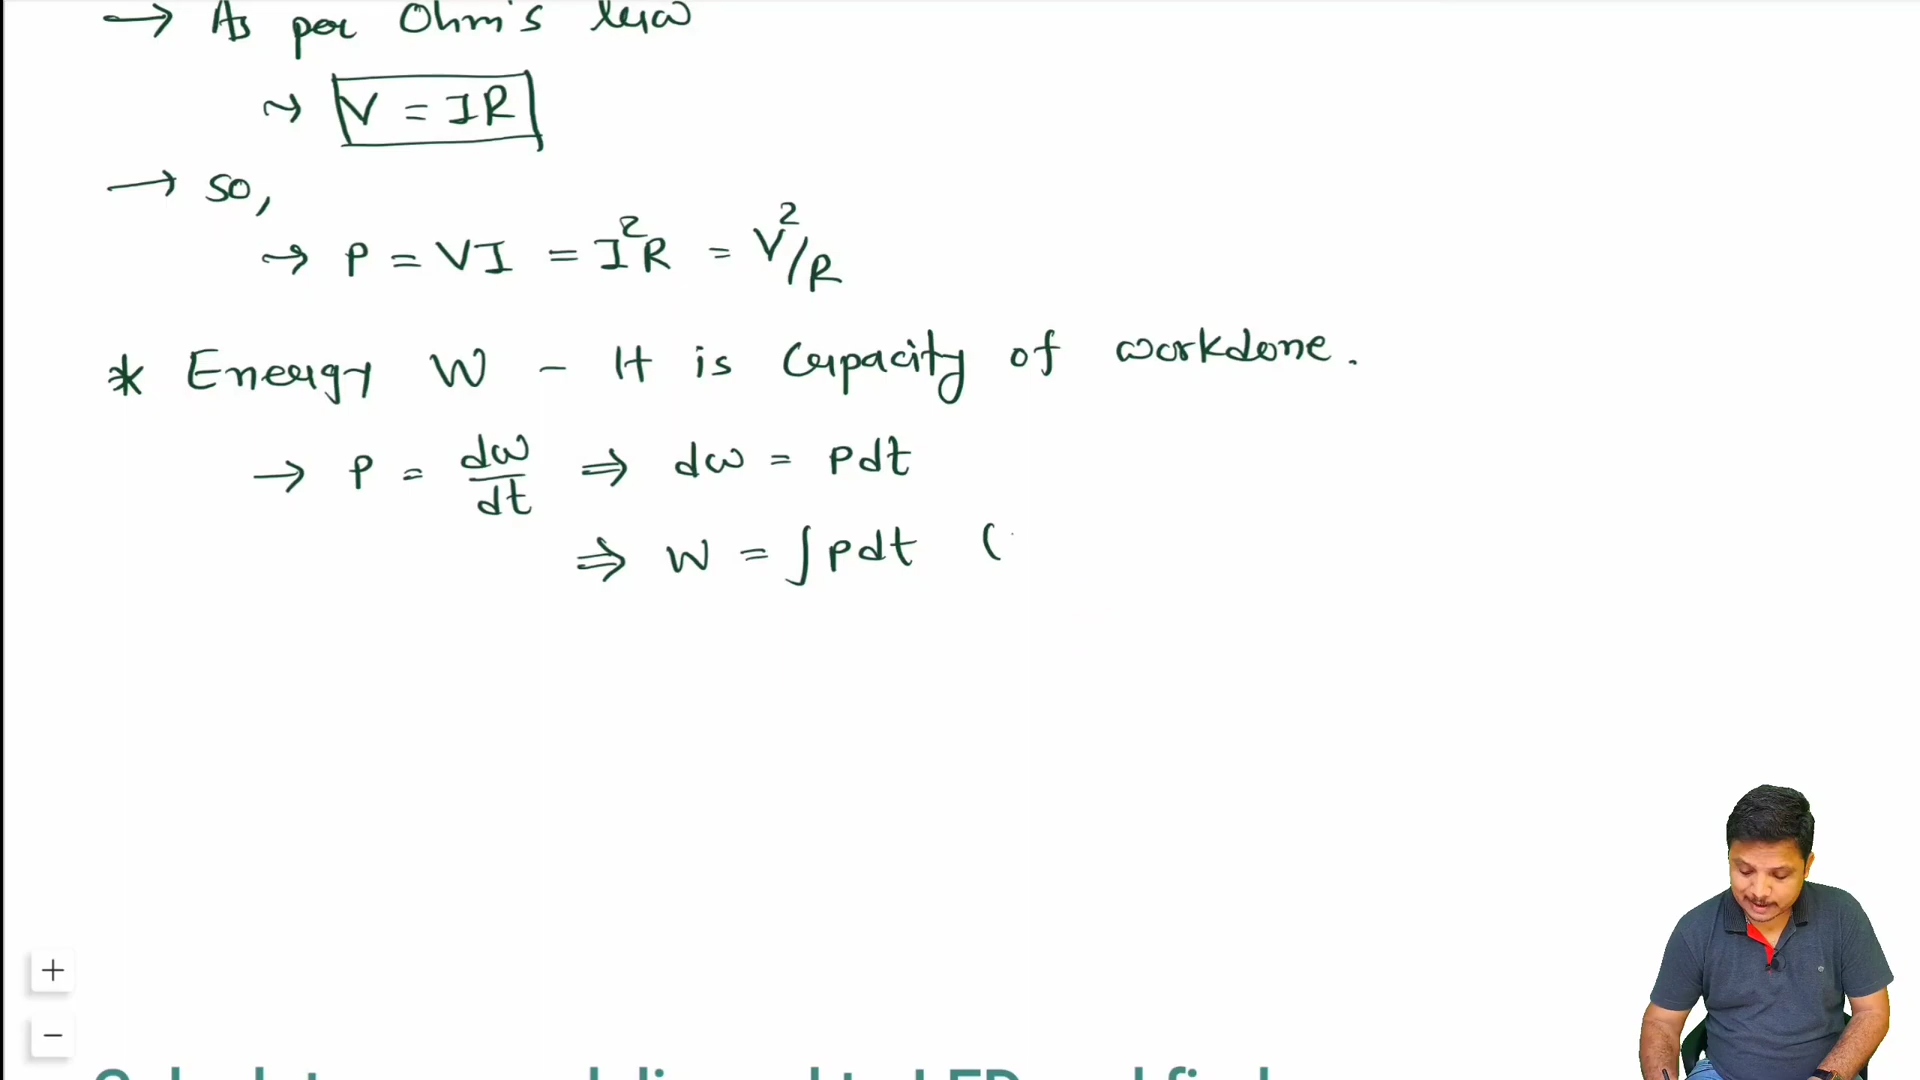 → As per Ohm's law
↝ V = IR
→ so,
→ P = VI = I²R = V²/R
* Energy W - It is Capacity of workdone.
→ P = dw/dt ⇒ dw = Pdt
⇒ W = ∫ Pdt (
+
−